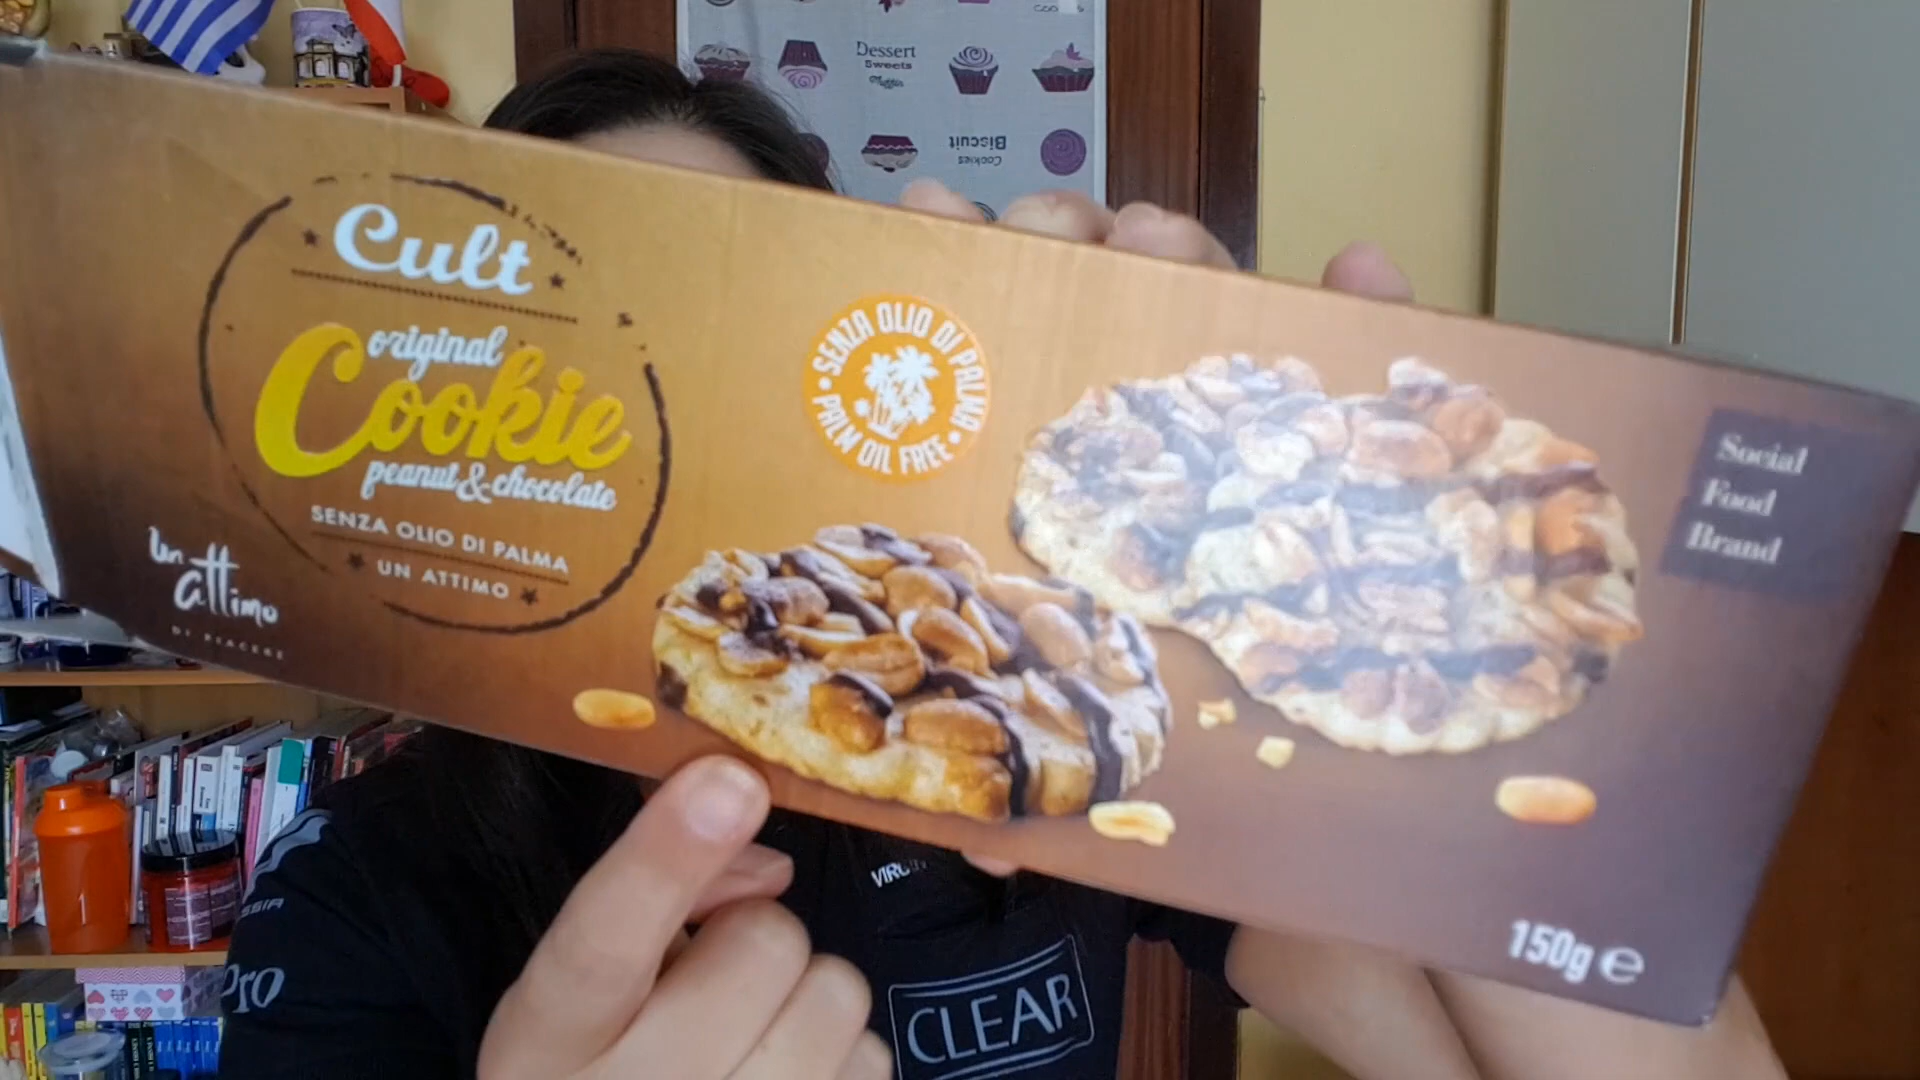 Dessert
Sweets
Muffin
Biscuit
Cookies
Cult
original
Cookie
peanut & chocolate
SENZA OLIO DI PALMA
UN ATTIMO
Un
attimo
DI PIACERE
• SENZA OLIO DI PALMA •
PALM OIL FREE
Social
Food
Brand
150g e
CLEAR